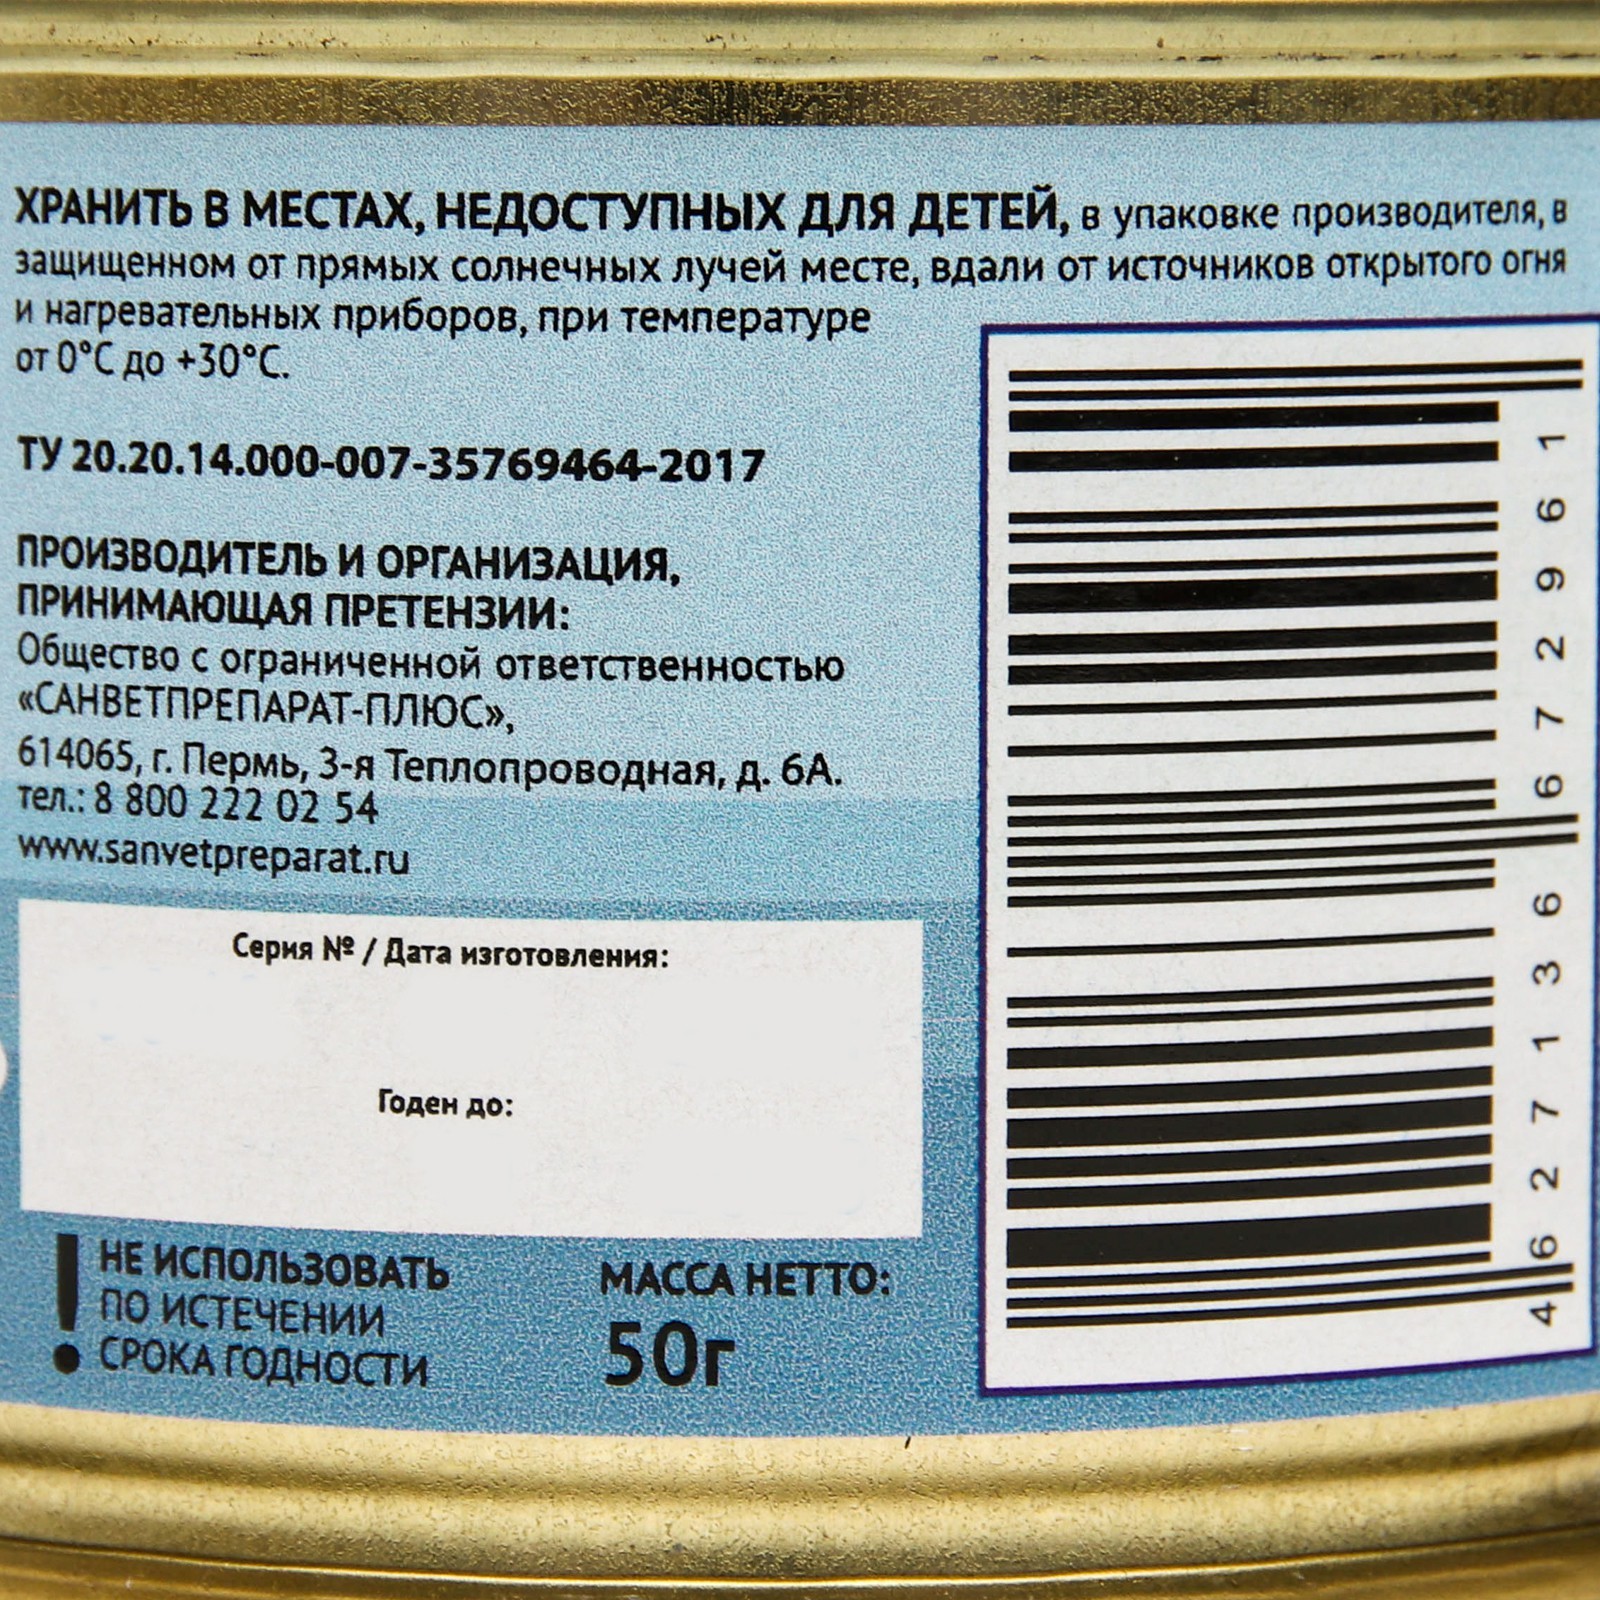 ХРАНИТЬ В МЕСТАХ, НЕДОСТУПНЫХ ДЛЯ ДЕТЕЙ, в упаковке производителя, в
защищенном от прямых солнечных лучей месте, вдали от источников открытого огня
и нагревательных приборов, при температуре
от 0°С до +30°С.
ТУ 20.20.14.000-007-35769464-2017
ПРОИЗВОДИТЕЛЬ И ОРГАНИЗАЦИЯ,
ПРИНИМАЮЩАЯ ПРЕТЕНЗИИ:
Общество с ограниченной ответственностью
«САНВЕТПРЕПАРАТ-ПЛЮС»,
614065, г. Пермь, 3-я Теплопроводная, д. 6А.
тел.: 8 800 222 02 54
www.sanvetpreparat.ru
Серия № / Дата изготовления:
Годен до:
! НЕ ИСПОЛЬЗОВАТЬ
ПО ИСТЕЧЕНИИ
СРОКА ГОДНОСТИ
МАССА НЕТТО:
50г
4 627136 672961